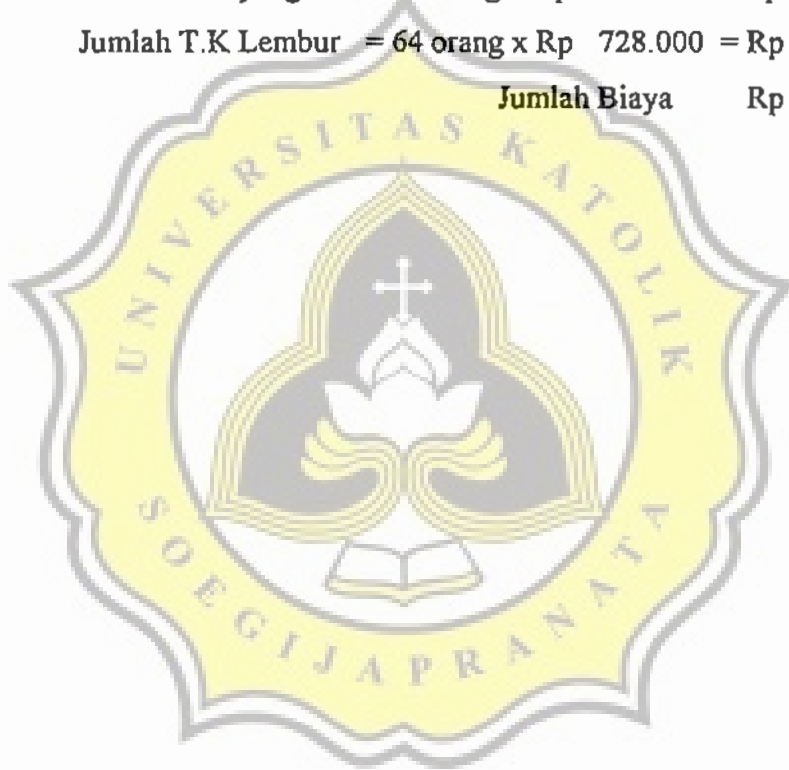 Jumlah T.K Lembur = 64 orang x Rp 728.000 = Rp
Jumlah Biaya Rp
UNIVERSITAS KATOLIK
SOEGIJAPRANATA